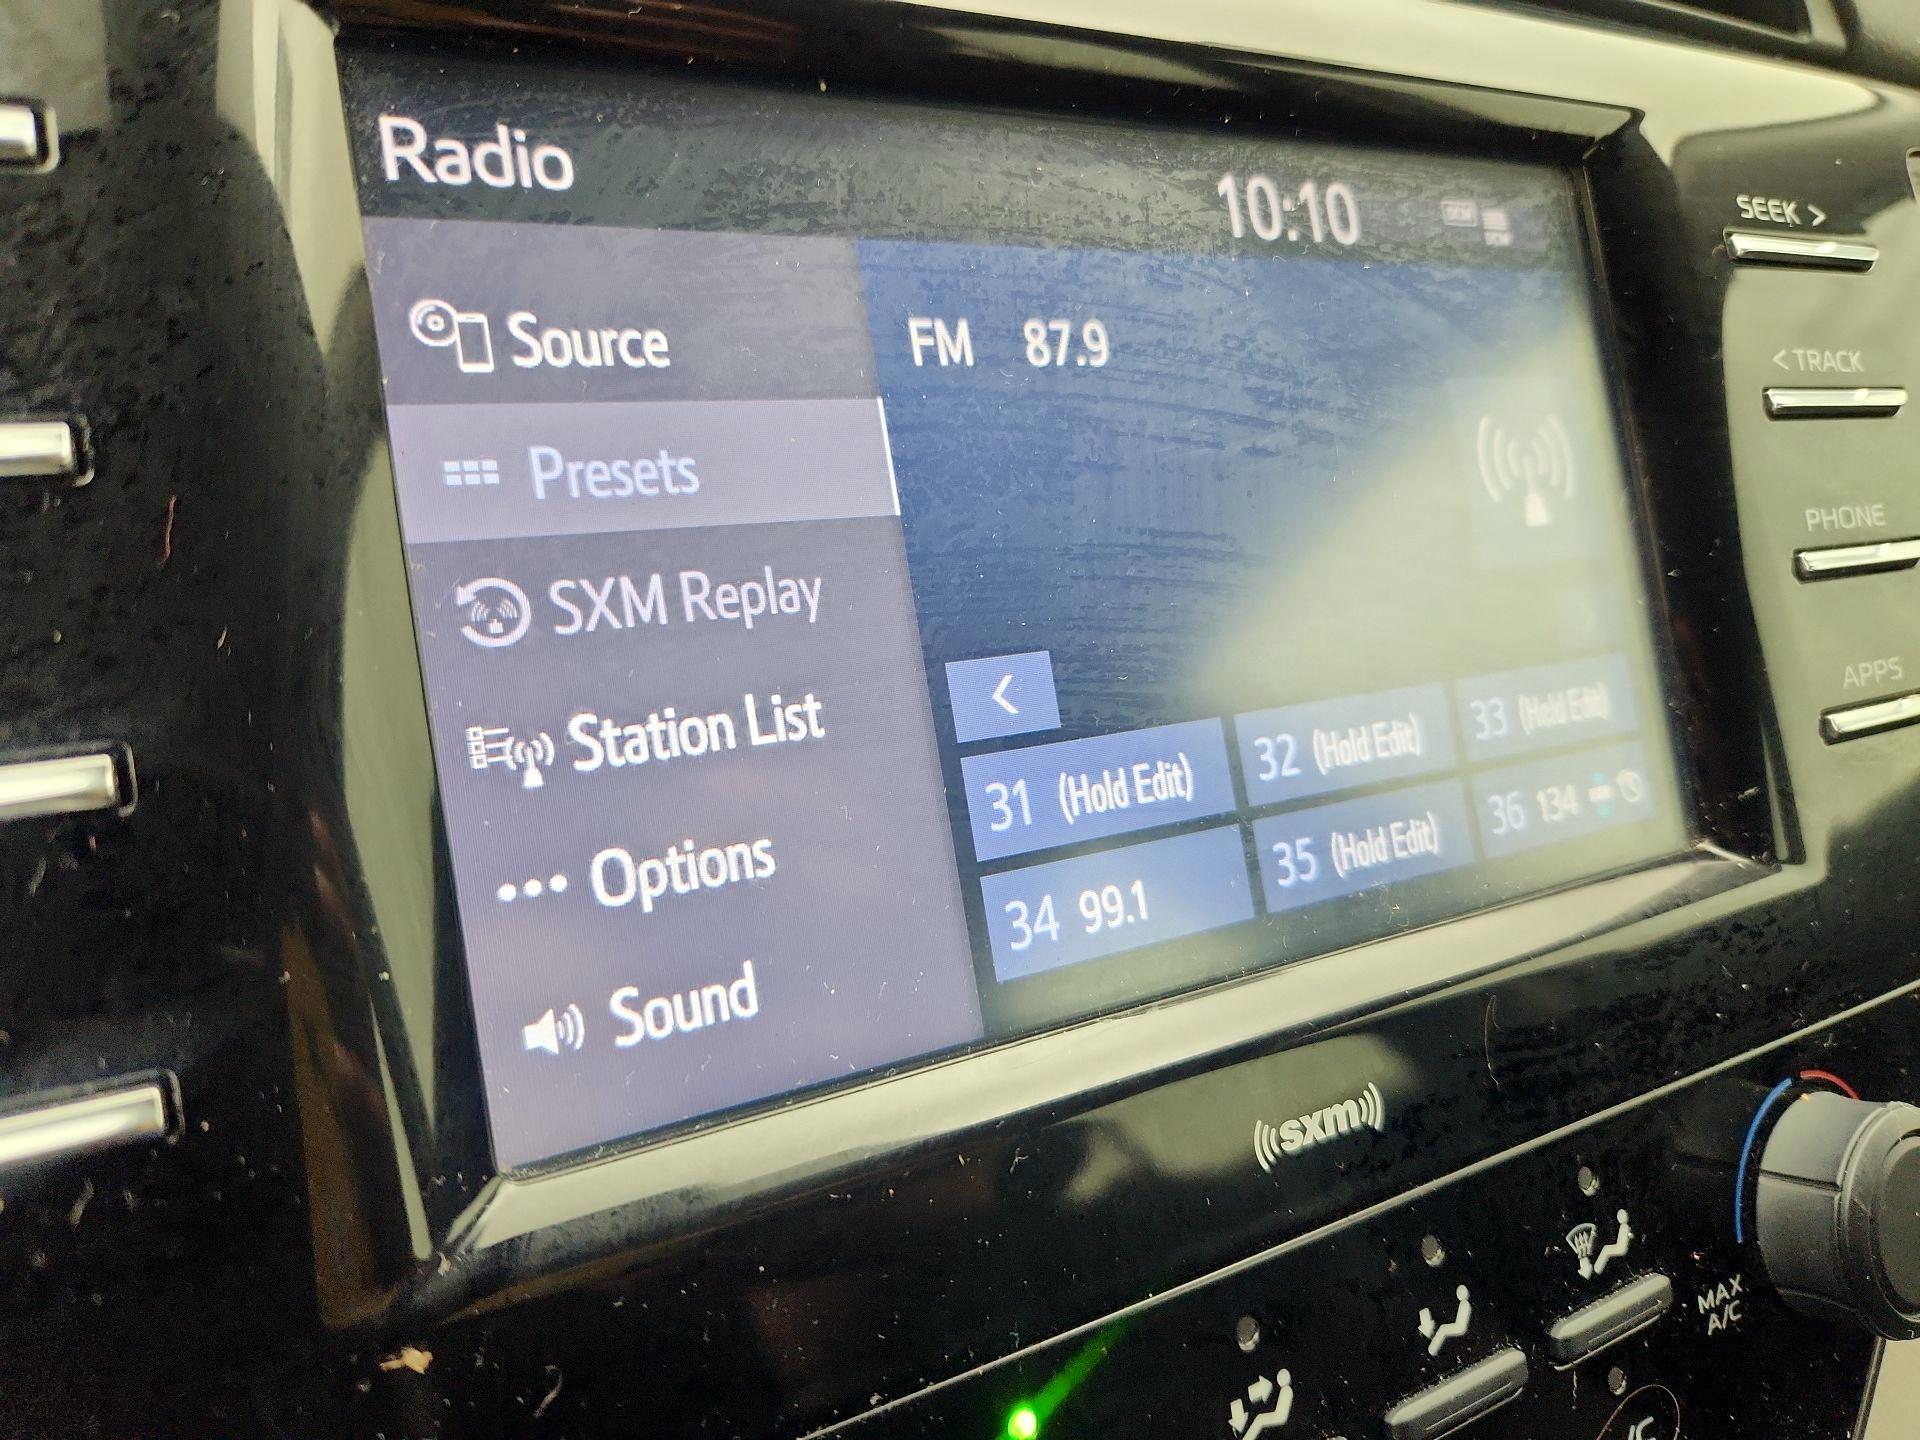 Radio
10:10
SEEK >
Source
FM 87.9
< TRACK
Presets
PHONE
SXM Replay
APPS
<
Station List
31 (Hold Edit)
32 (Hold Edit)
33 (Hold Edit)
Options
34 99.1
35 (Hold Edit)
36 134
Sound
((sxm))
MAX
A/C